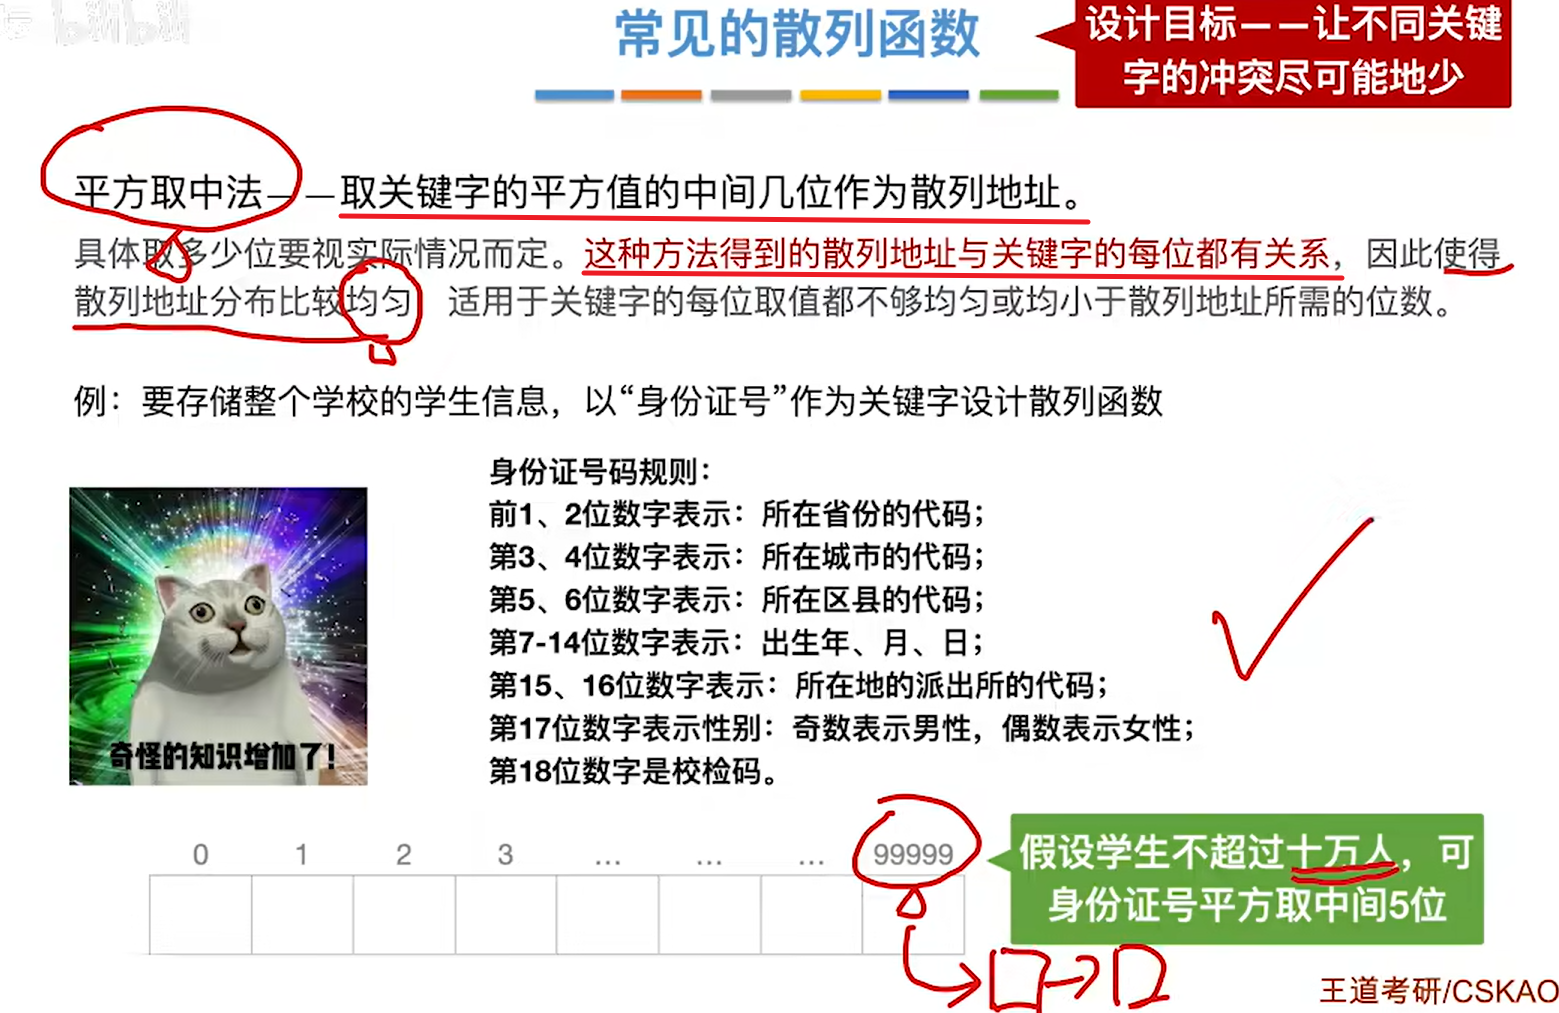 常见的散列函数
设计目标——让不同关键
字的冲突尽可能地少
平方取中法——取关键字的平方值的中间几位作为散列地址。
具体取多少位要视实际情况而定。这种方法得到的散列地址与关键字的每位都有关系，因此使得
散列地址分布比较均匀 适用于关键字的每位取值都不够均匀或均小于散列地址所需的位数。
例：要存储整个学校的学生信息，以“身份证号”作为关键字设计散列函数
身份证号码规则：
前1、2位数字表示：所在省份的代码；
第3、4位数字表示：所在城市的代码；
第5、6位数字表示：所在区县的代码；
第7-14位数字表示：出生年、月、日；
第15、16位数字表示：所在地的派出所的代码；
第17位数字表示性别：奇数表示男性，偶数表示女性；
第18位数字是校检码。
奇怪的知识增加了！
0 1 2 3 … … … 99999
假设学生不超过十万人，可
身份证号平方取中间5位
王道考研/CSKAO